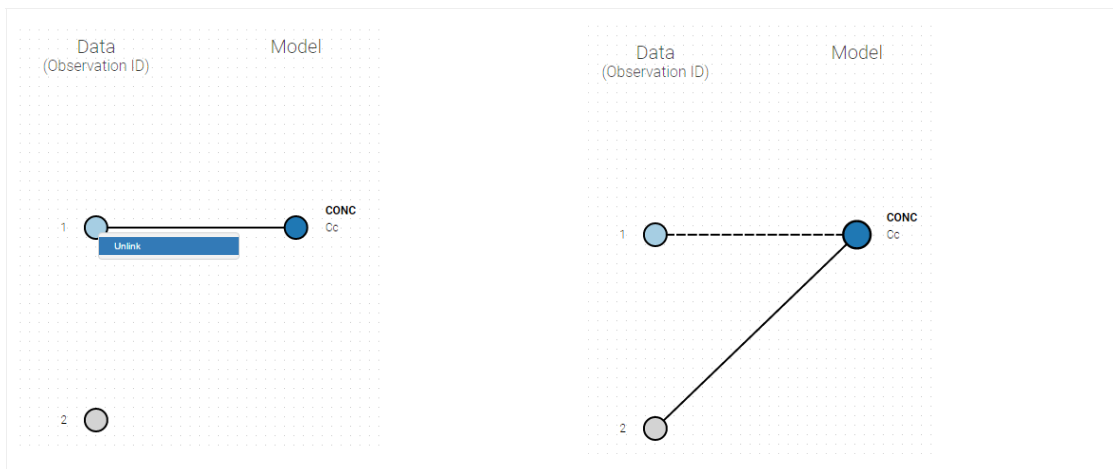 Data
(Observation ID)
Model
1
CONC
Cc
Unlink
2
Data
(Observation ID)
Model
1
CONC
Cc
2